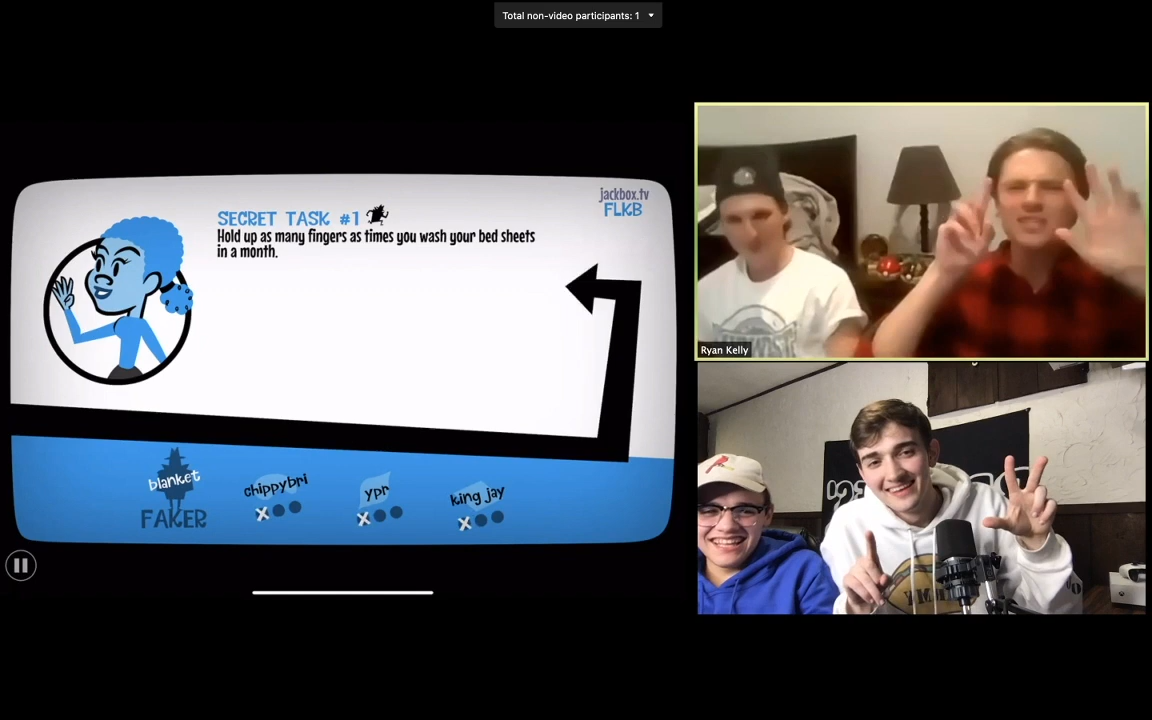 Total non-video participants: 1
jackbox.tv
FLKB
SECRET TASK #1
Hold up as many fingers as times you wash your bed sheets
in a month.
blanket
FAKER
chippybri
ypr
king jay
Ryan Kelly